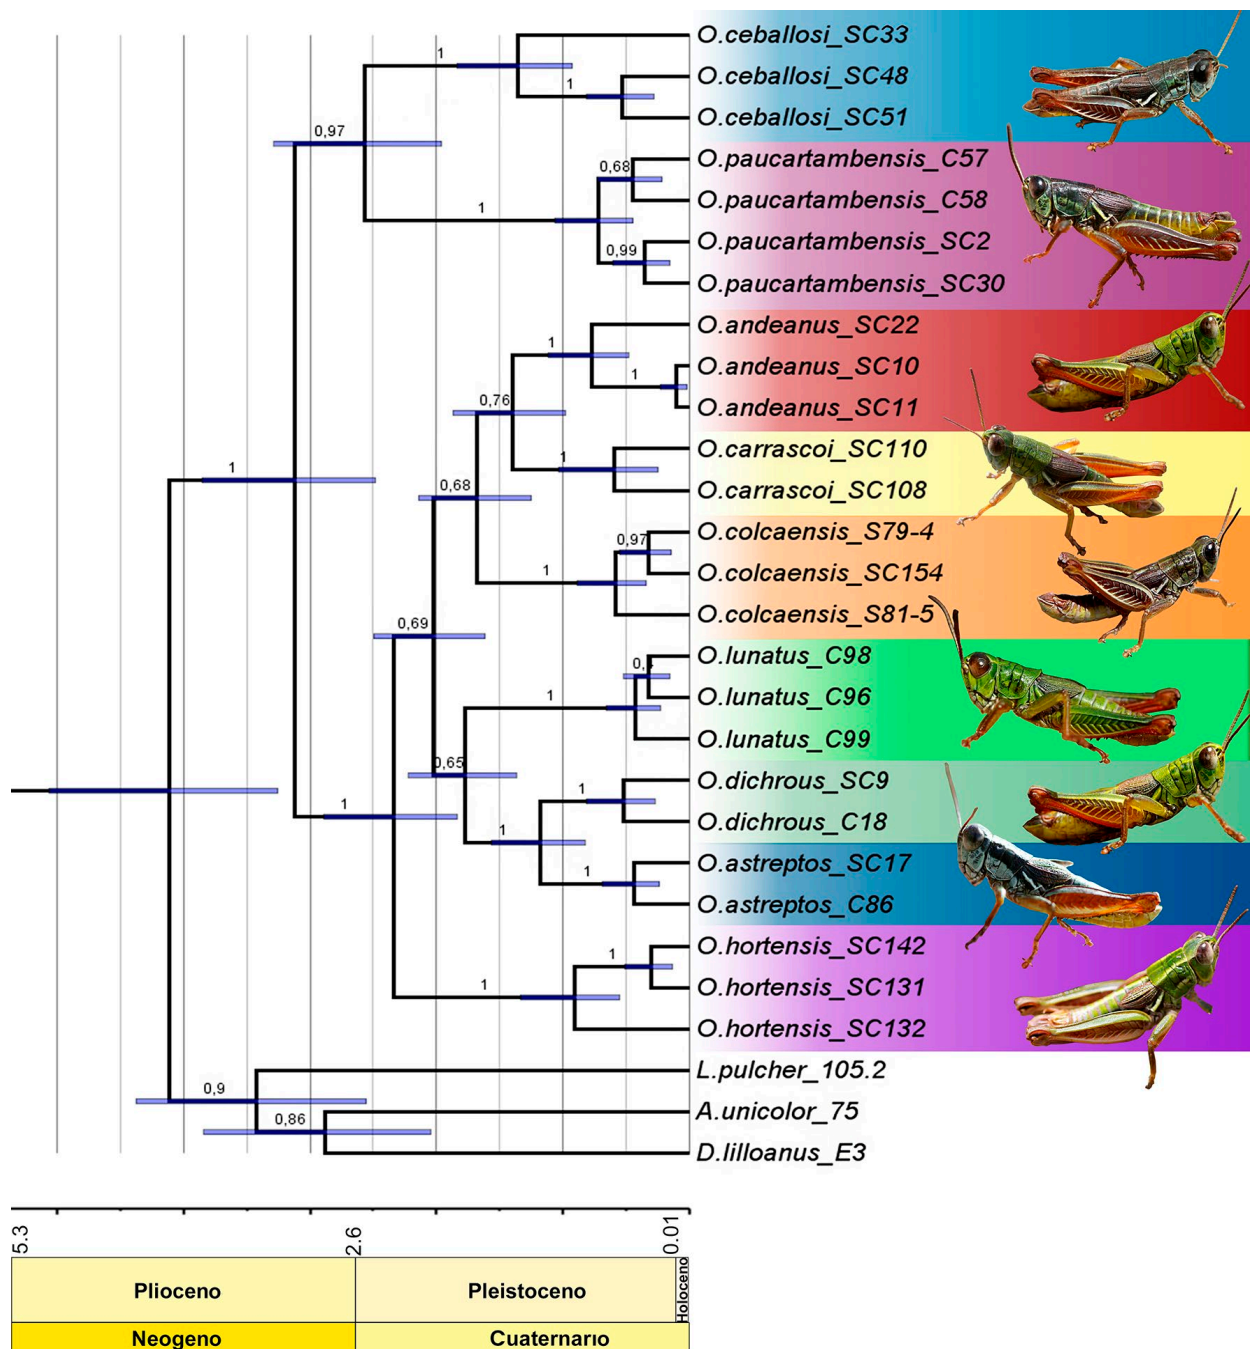 O.ceballosi_SC33
1
O.ceballosi_SC48
1
O.ceballosi_SC51
0,97
O.paucartambensis_C57
0,68
O.paucartambensis_C58
1
O.paucartambensis_SC2
0,99
O.paucartambensis_SC30
O.andeanus_SC22
1
O.andeanus_SC10
1
O.andeanus_SC11
0,76
O.carrascoi_SC110
1
O.carrascoi_SC108
1
0,68
O.colcaensis_S79-4
0,97
O.colcaensis_SC154
1
O.colcaensis_S81-5
0,69
O.lunatus_C98
O.lunatus_C96
1
O.lunatus_C99
0,65
O.dichrous_SC9
1
O.dichrous_C18
1
1
O.astreptos_SC17
1
O.astreptos_C86
O.hortensis_SC142
1
O.hortensis_SC131
1
O.hortensis_SC132
L.pulcher_105.2
0,9
A.unicolor_75
0,86
D.lilloanus_E3
5.3
2.6
0.01
Plioceno
Pleistoceno
Holoceno
Neogeno
Cuaternario